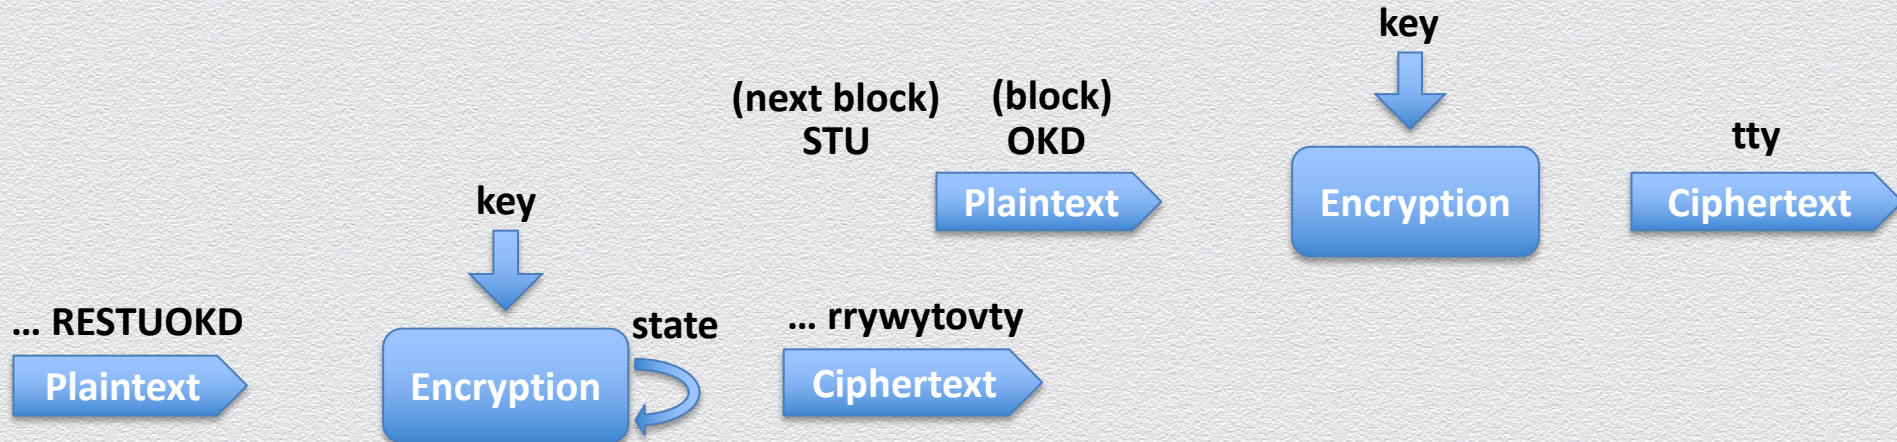 key
(next block) (block)
STU OKD
tty
Plaintext Encryption Ciphertext
key
... RESTUOKD state ... rrywytovty
Plaintext Encryption Ciphertext